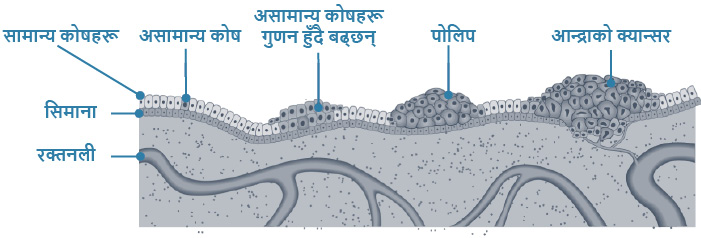 सामान्य कोषहरू
असामान्य कोष
असामान्य कोषहरू
गुणन हुँदै बढ्छन्
पोलिप
आन्द्राको क्यान्सर
सिमाना
रक्तनली